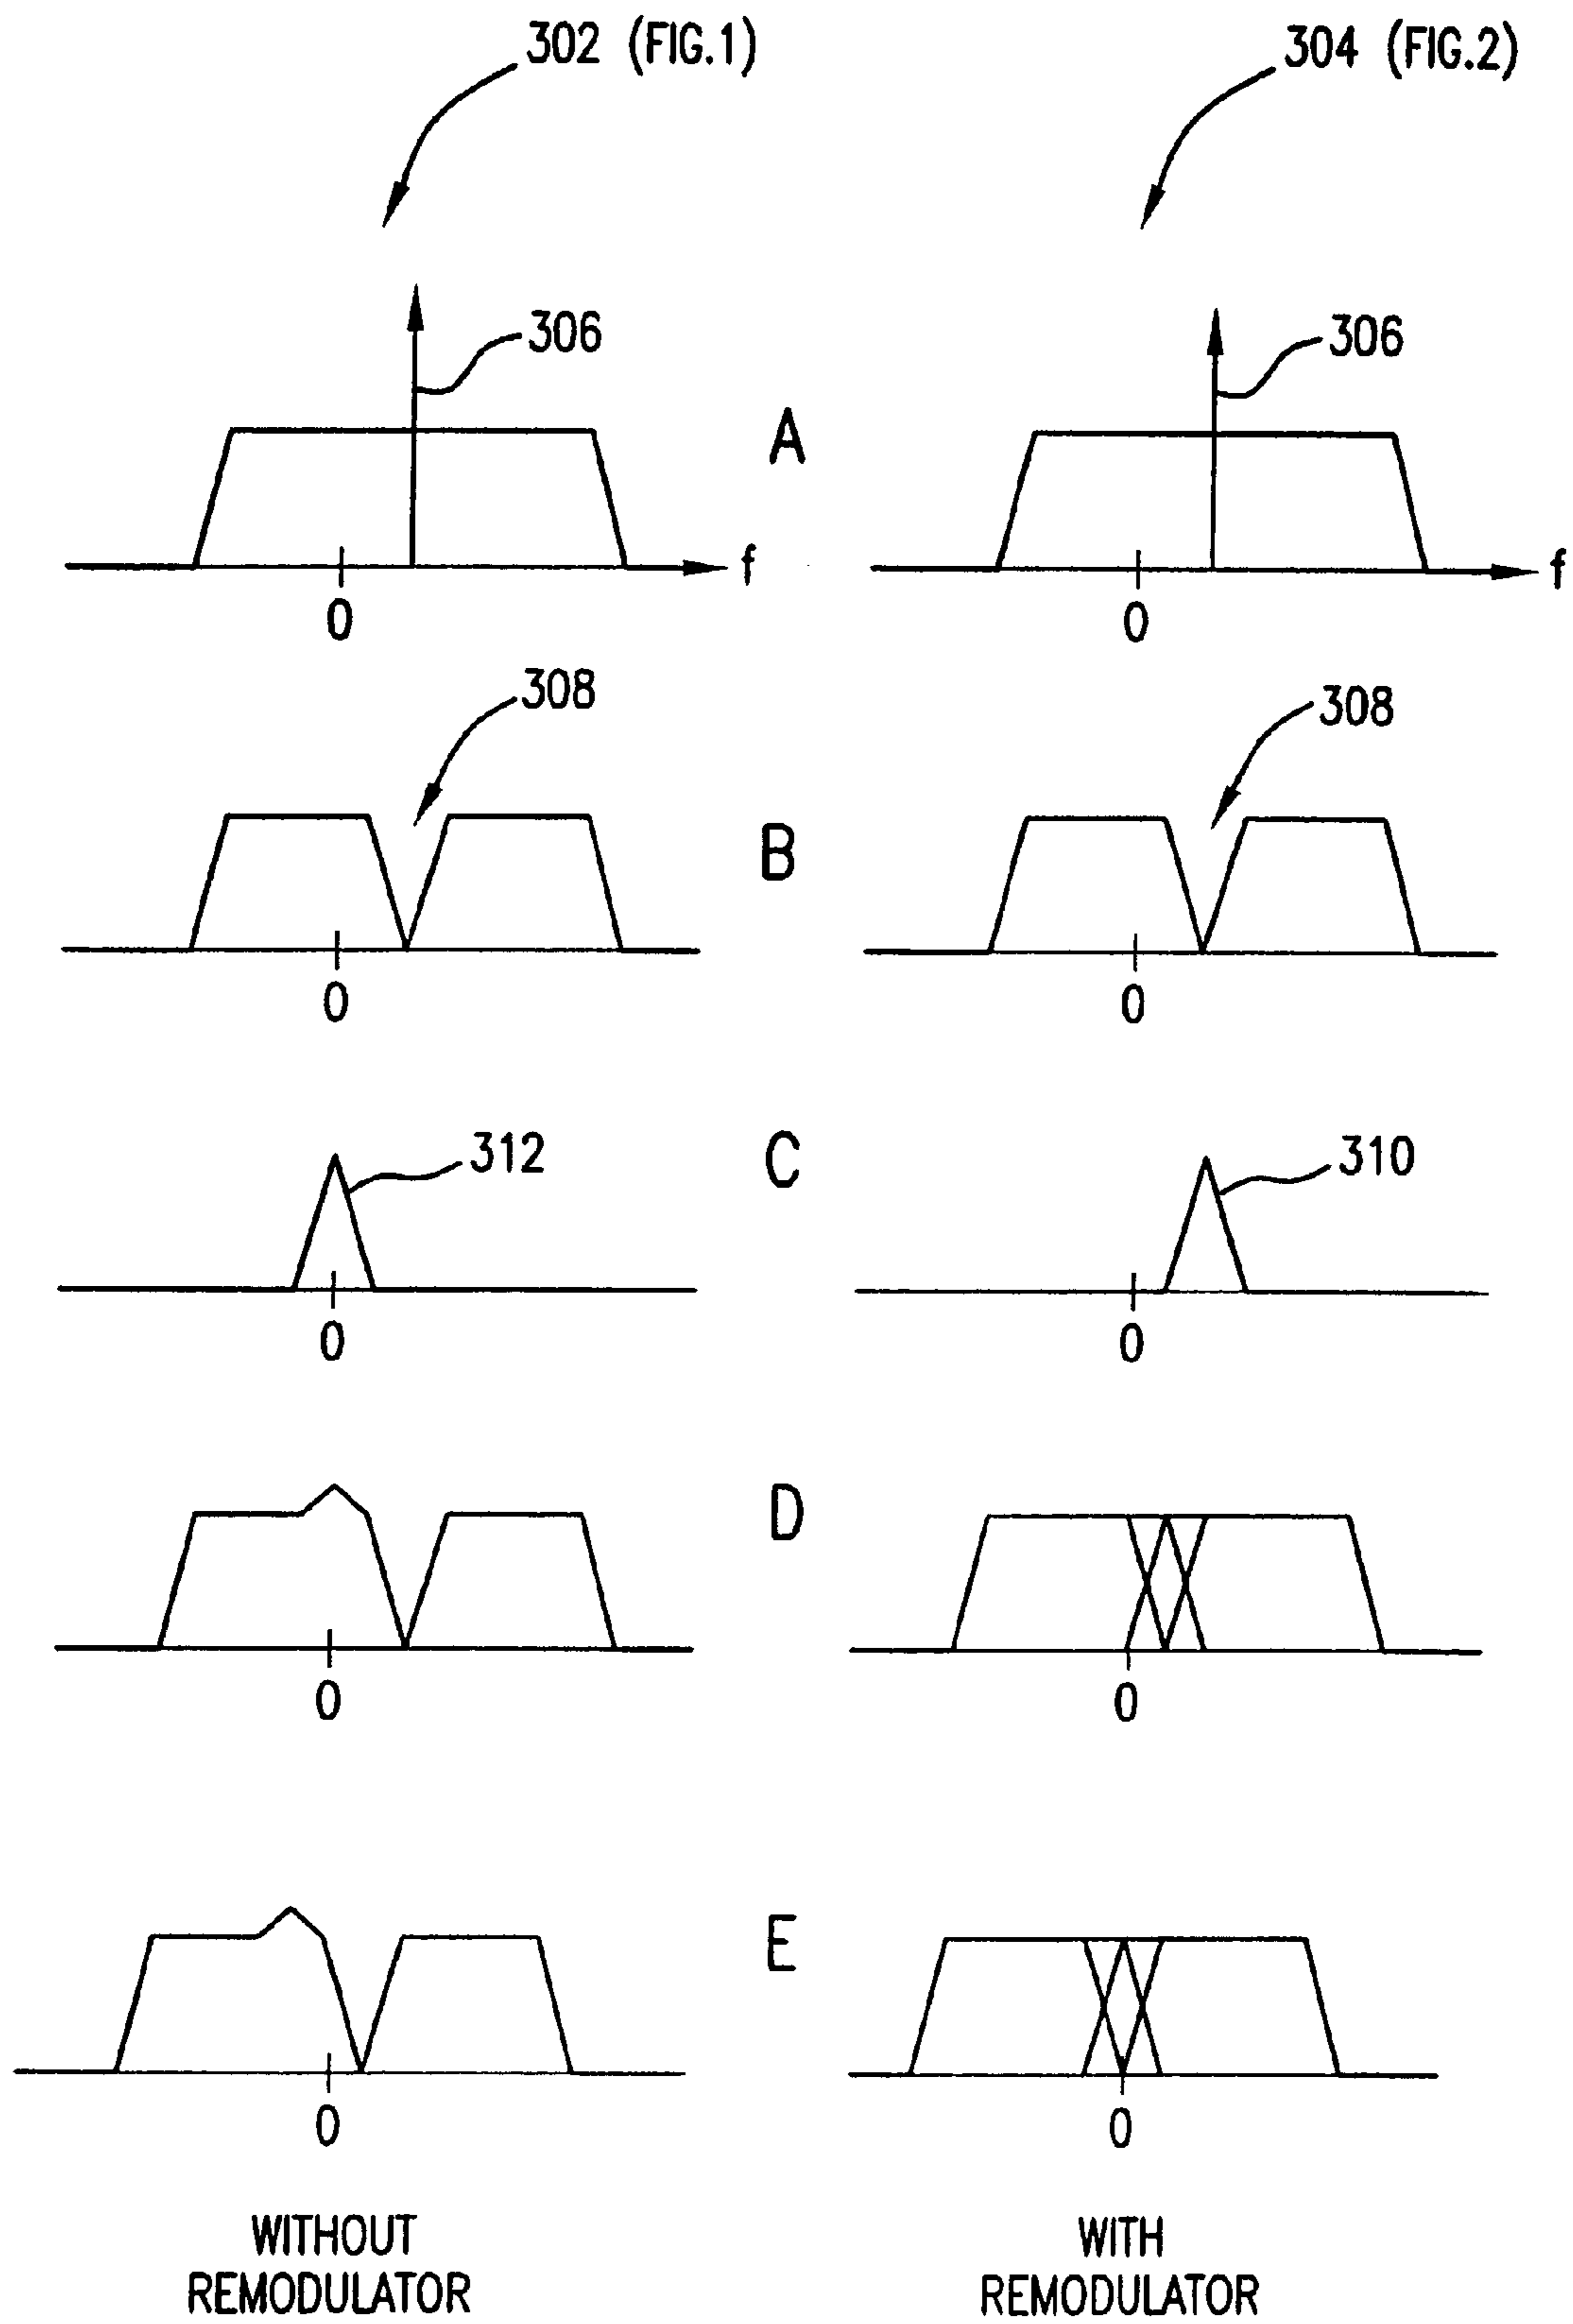 302 (FIG.1)
304 (FIG.2)
306
306
A
f
f
0
0
308
308
B
0
0
312
C
310
0
0
D
0
0
E
0
0
WITHOUT
REMODULATOR
WITH
REMODULATOR